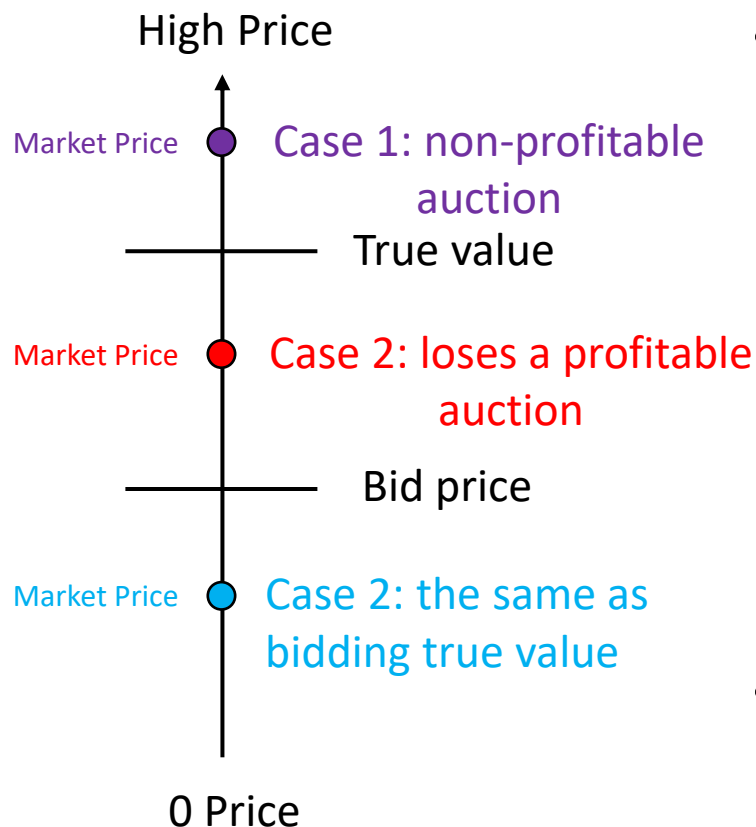 High Price
Market Price
Case 1: non-profitable
auction
True value
Market Price
Case 2: loses a profitable
auction
Bid price
Market Price
Case 2: the same as
bidding true value
0 Price